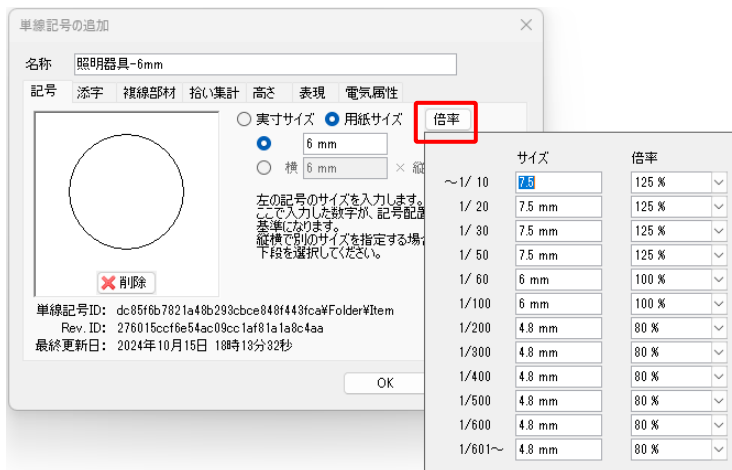 単線記号の追加
名称 照明器具-6mm
記号 添字 複線部材 拾い集計 高さ 表現 電気属性
実寸サイズ 用紙サイズ 倍率
6 mm
横 6 mm × 縦
左の記号のサイズを入力します。
ここで入力した数字が、記号配置
基準になります。
縦横で別のサイズを指定する場合
下段を選択してください。
削除
単線記号ID: dc85f6b7821a48b293cbce848f443fca¥Folder¥Item
Rev. ID: 276015ccf6e54ac09cc1af81a1a8c4aa
最終更新日: 2024年10月15日 18時13分32秒
OK
サイズ 倍率
～1/ 10 7.5 125 %
1/ 20 7.5 mm 125 %
1/ 30 7.5 mm 125 %
1/ 50 7.5 mm 125 %
1/ 60 6 mm 100 %
1/100 6 mm 100 %
1/200 4.8 mm 80 %
1/300 4.8 mm 80 %
1/400 4.8 mm 80 %
1/500 4.8 mm 80 %
1/600 4.8 mm 80 %
1/601～ 4.8 mm 80 %